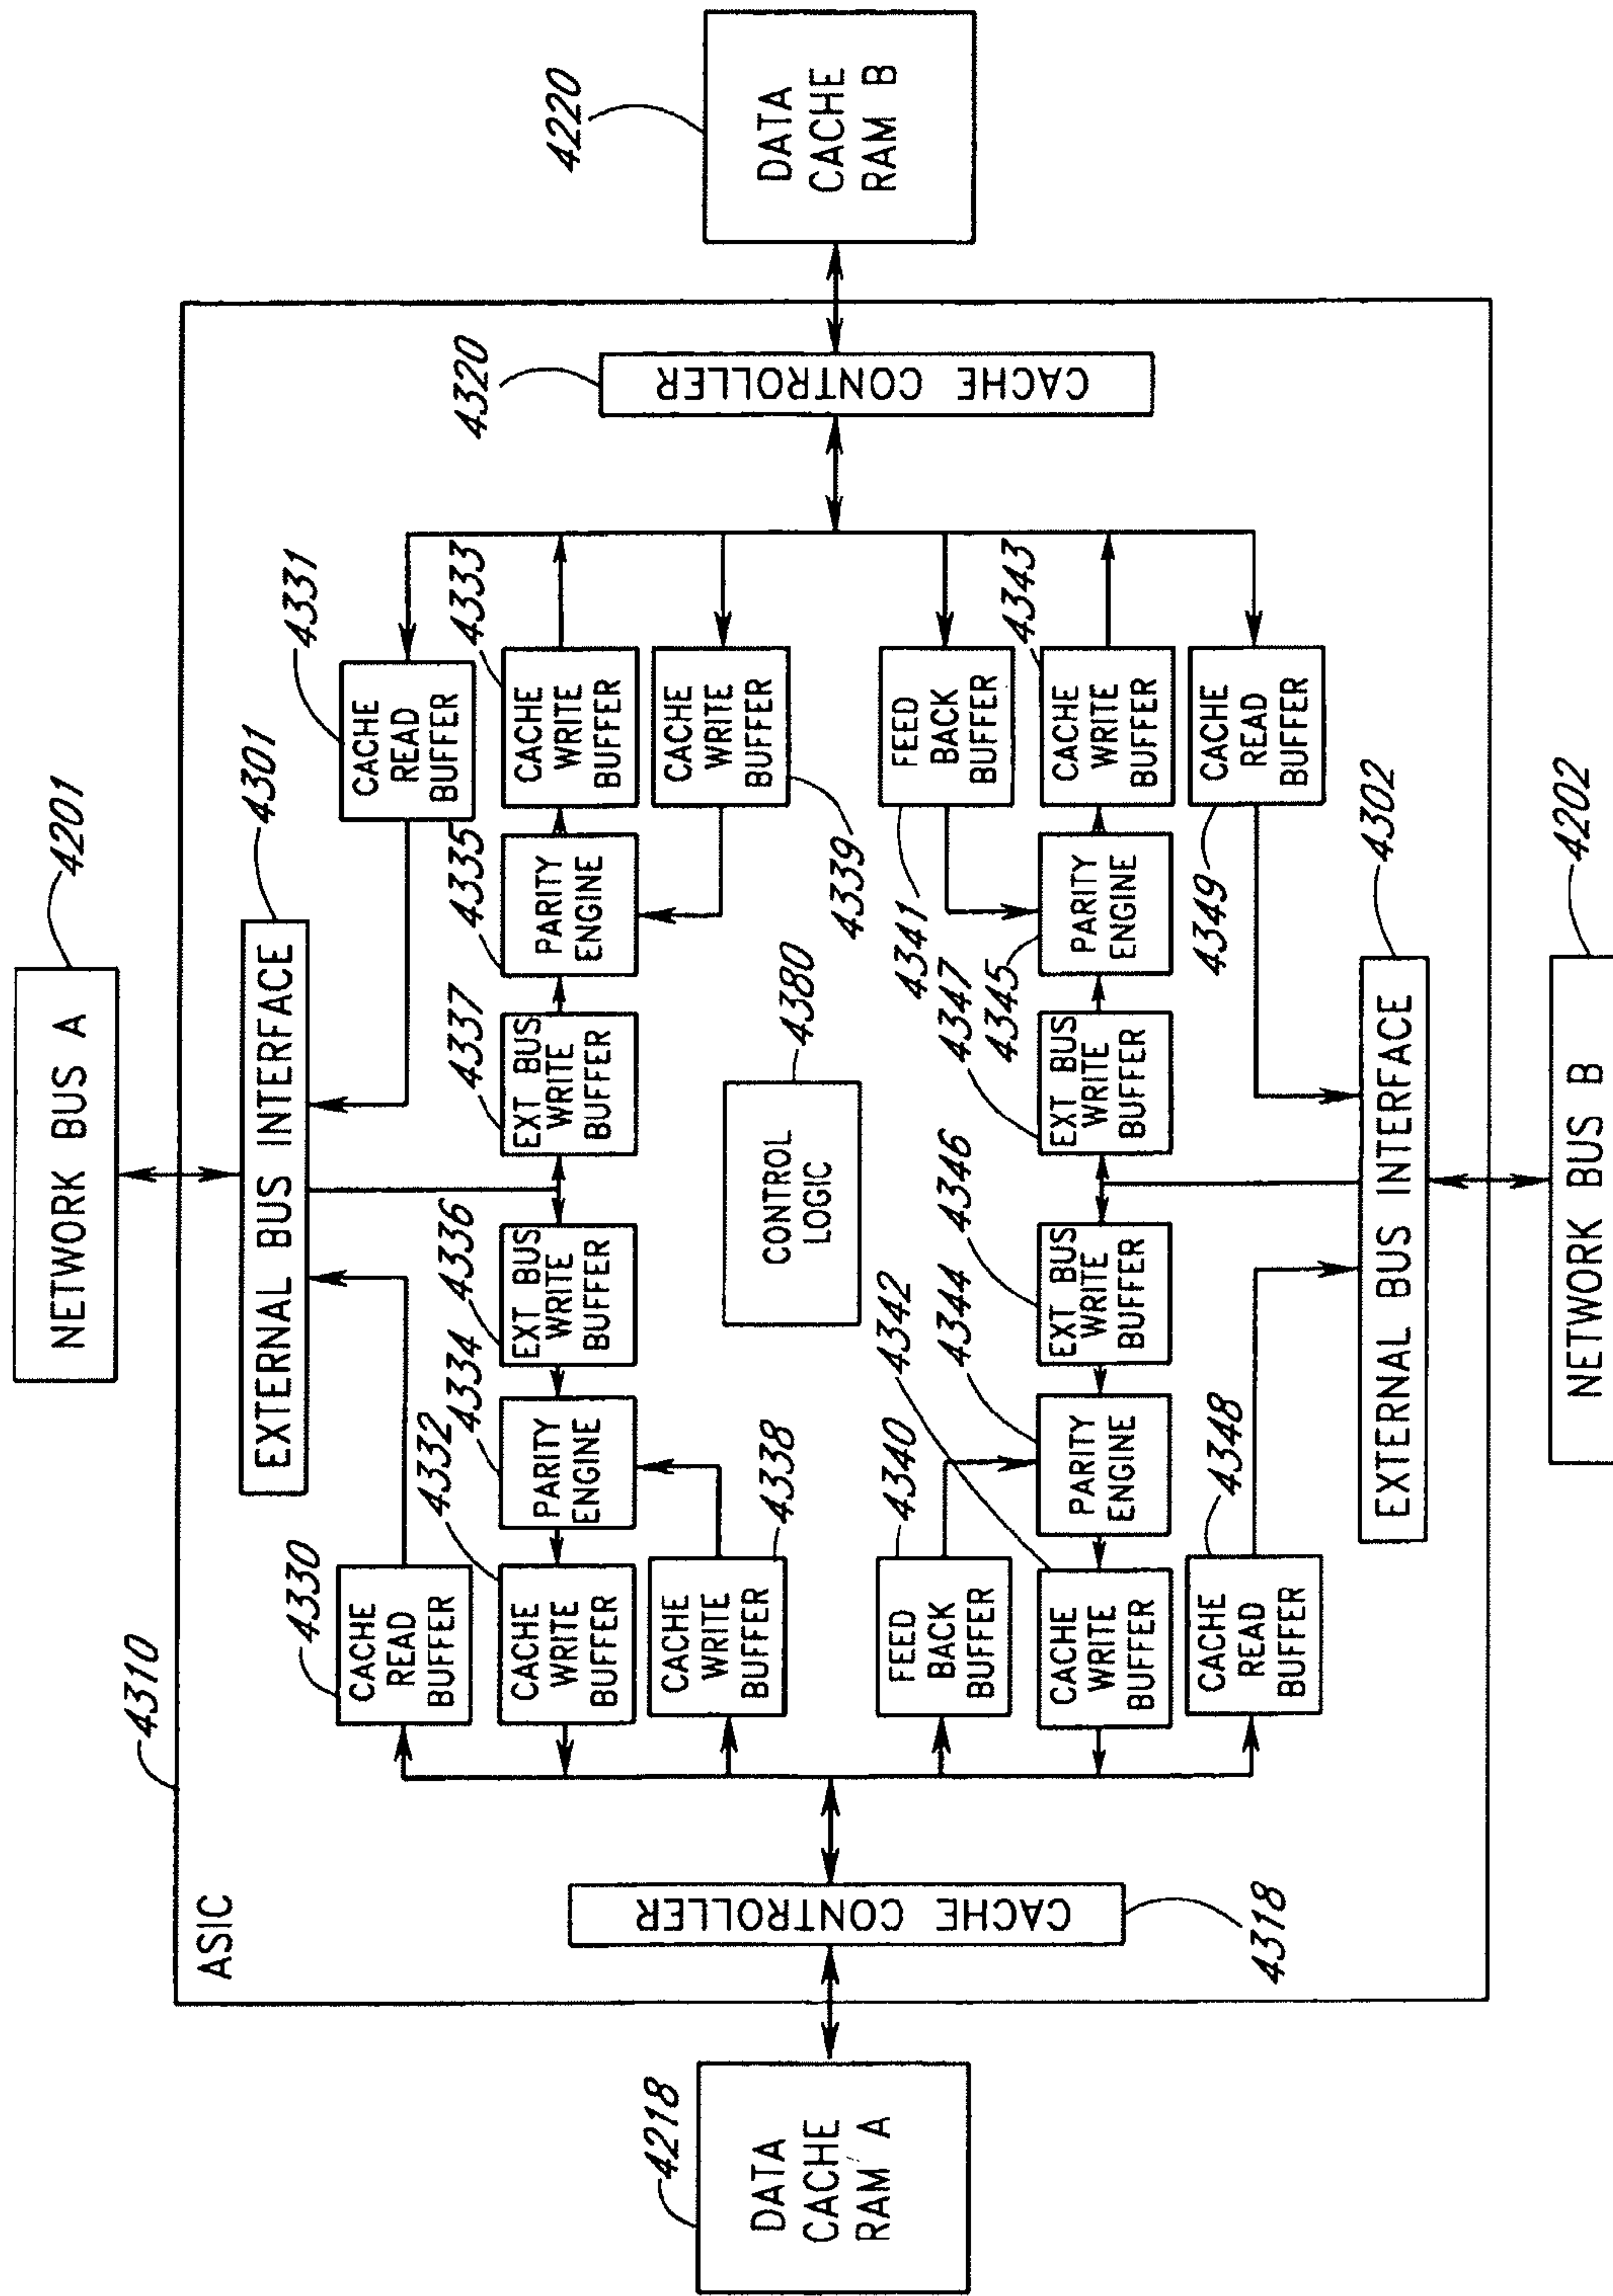 NETWORK BUS A
4201
4310
ASIC
EXTERNAL BUS INTERFACE
4301
4330
CACHE
READ
BUFFER
4331
CACHE
READ
BUFFER
4332
CACHE
WRITE
BUFFER
4334
PARITY
ENGINE
4336
EXT BUS
WRITE
BUFFER
4337
EXT BUS
WRITE
BUFFER
4335
PARITY
ENGINE
4333
CACHE
WRITE
BUFFER
CACHE
WRITE
BUFFER
4338
CACHE
WRITE
BUFFER
4339
4218
DATA
CACHE
RAM A
CACHE CONTROLLER
4318
CONTROL
LOGIC
4380
CACHE CONTROLLER
4320
DATA
CACHE
RAM B
4220
4340
FEED
BACK
BUFFER
4341
FEED
BACK
BUFFER
4342
CACHE
WRITE
BUFFER
4344
PARITY
ENGINE
4346
EXT BUS
WRITE
BUFFER
4347
EXT BUS
WRITE
BUFFER
4345
PARITY
ENGINE
4343
CACHE
WRITE
BUFFER
4348
CACHE
READ
BUFFER
4349
CACHE
READ
BUFFER
EXTERNAL BUS INTERFACE
4302
NETWORK BUS B
4202